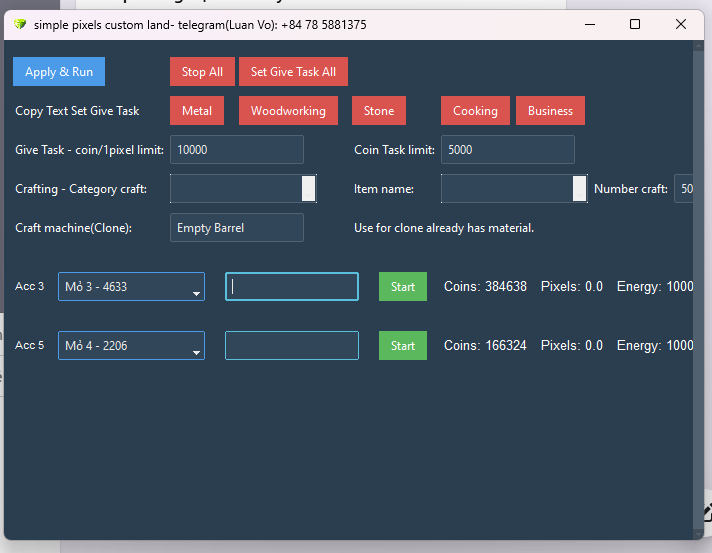 simple pixels custom land- telegram(Luan Vo): +84 78 5881375
Apply & Run Stop All Set Give Task All
Copy Text Set Give Task Metal Woodworking Stone Cooking Business
Give Task - coin/1pixel limit: 10000 Coin Task limit: 5000
Crafting - Category craft: Item name: Number craft: 50
Craft machine(Clone): Empty Barrel Use for clone already has material.
Acc 3 Mỏ 3 - 4633 Start Coins: 384638 Pixels: 0.0 Energy: 1000
Acc 5 Mỏ 4 - 2206 Start Coins: 166324 Pixels: 0.0 Energy: 1000